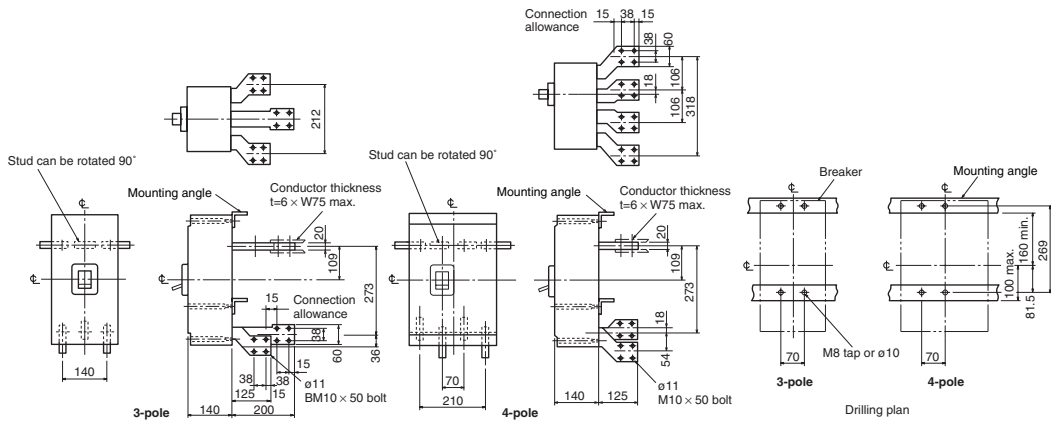 Connection
allowance
15 38 15
38
60
18
106
106
318
212
Stud can be rotated 90°
Mounting angle
Conductor thickness
t=6 × W75 max.
20
109
273
Connection
allowance
15
38
60
36
15
38 38
125 15
ø11
BM10 × 50 bolt
140
140 200
3-pole
Stud can be rotated 90°
Mounting angle
Conductor thickness
t=6 × W75 max.
20
109
273
18
54
70
210
ø11
M10 × 50 bolt
140 125
4-pole
Breaker
Mounting angle
160 min.
100 max.
269
81.5
M8 tap or ø10
70
70
3-pole
4-pole
Drilling plan